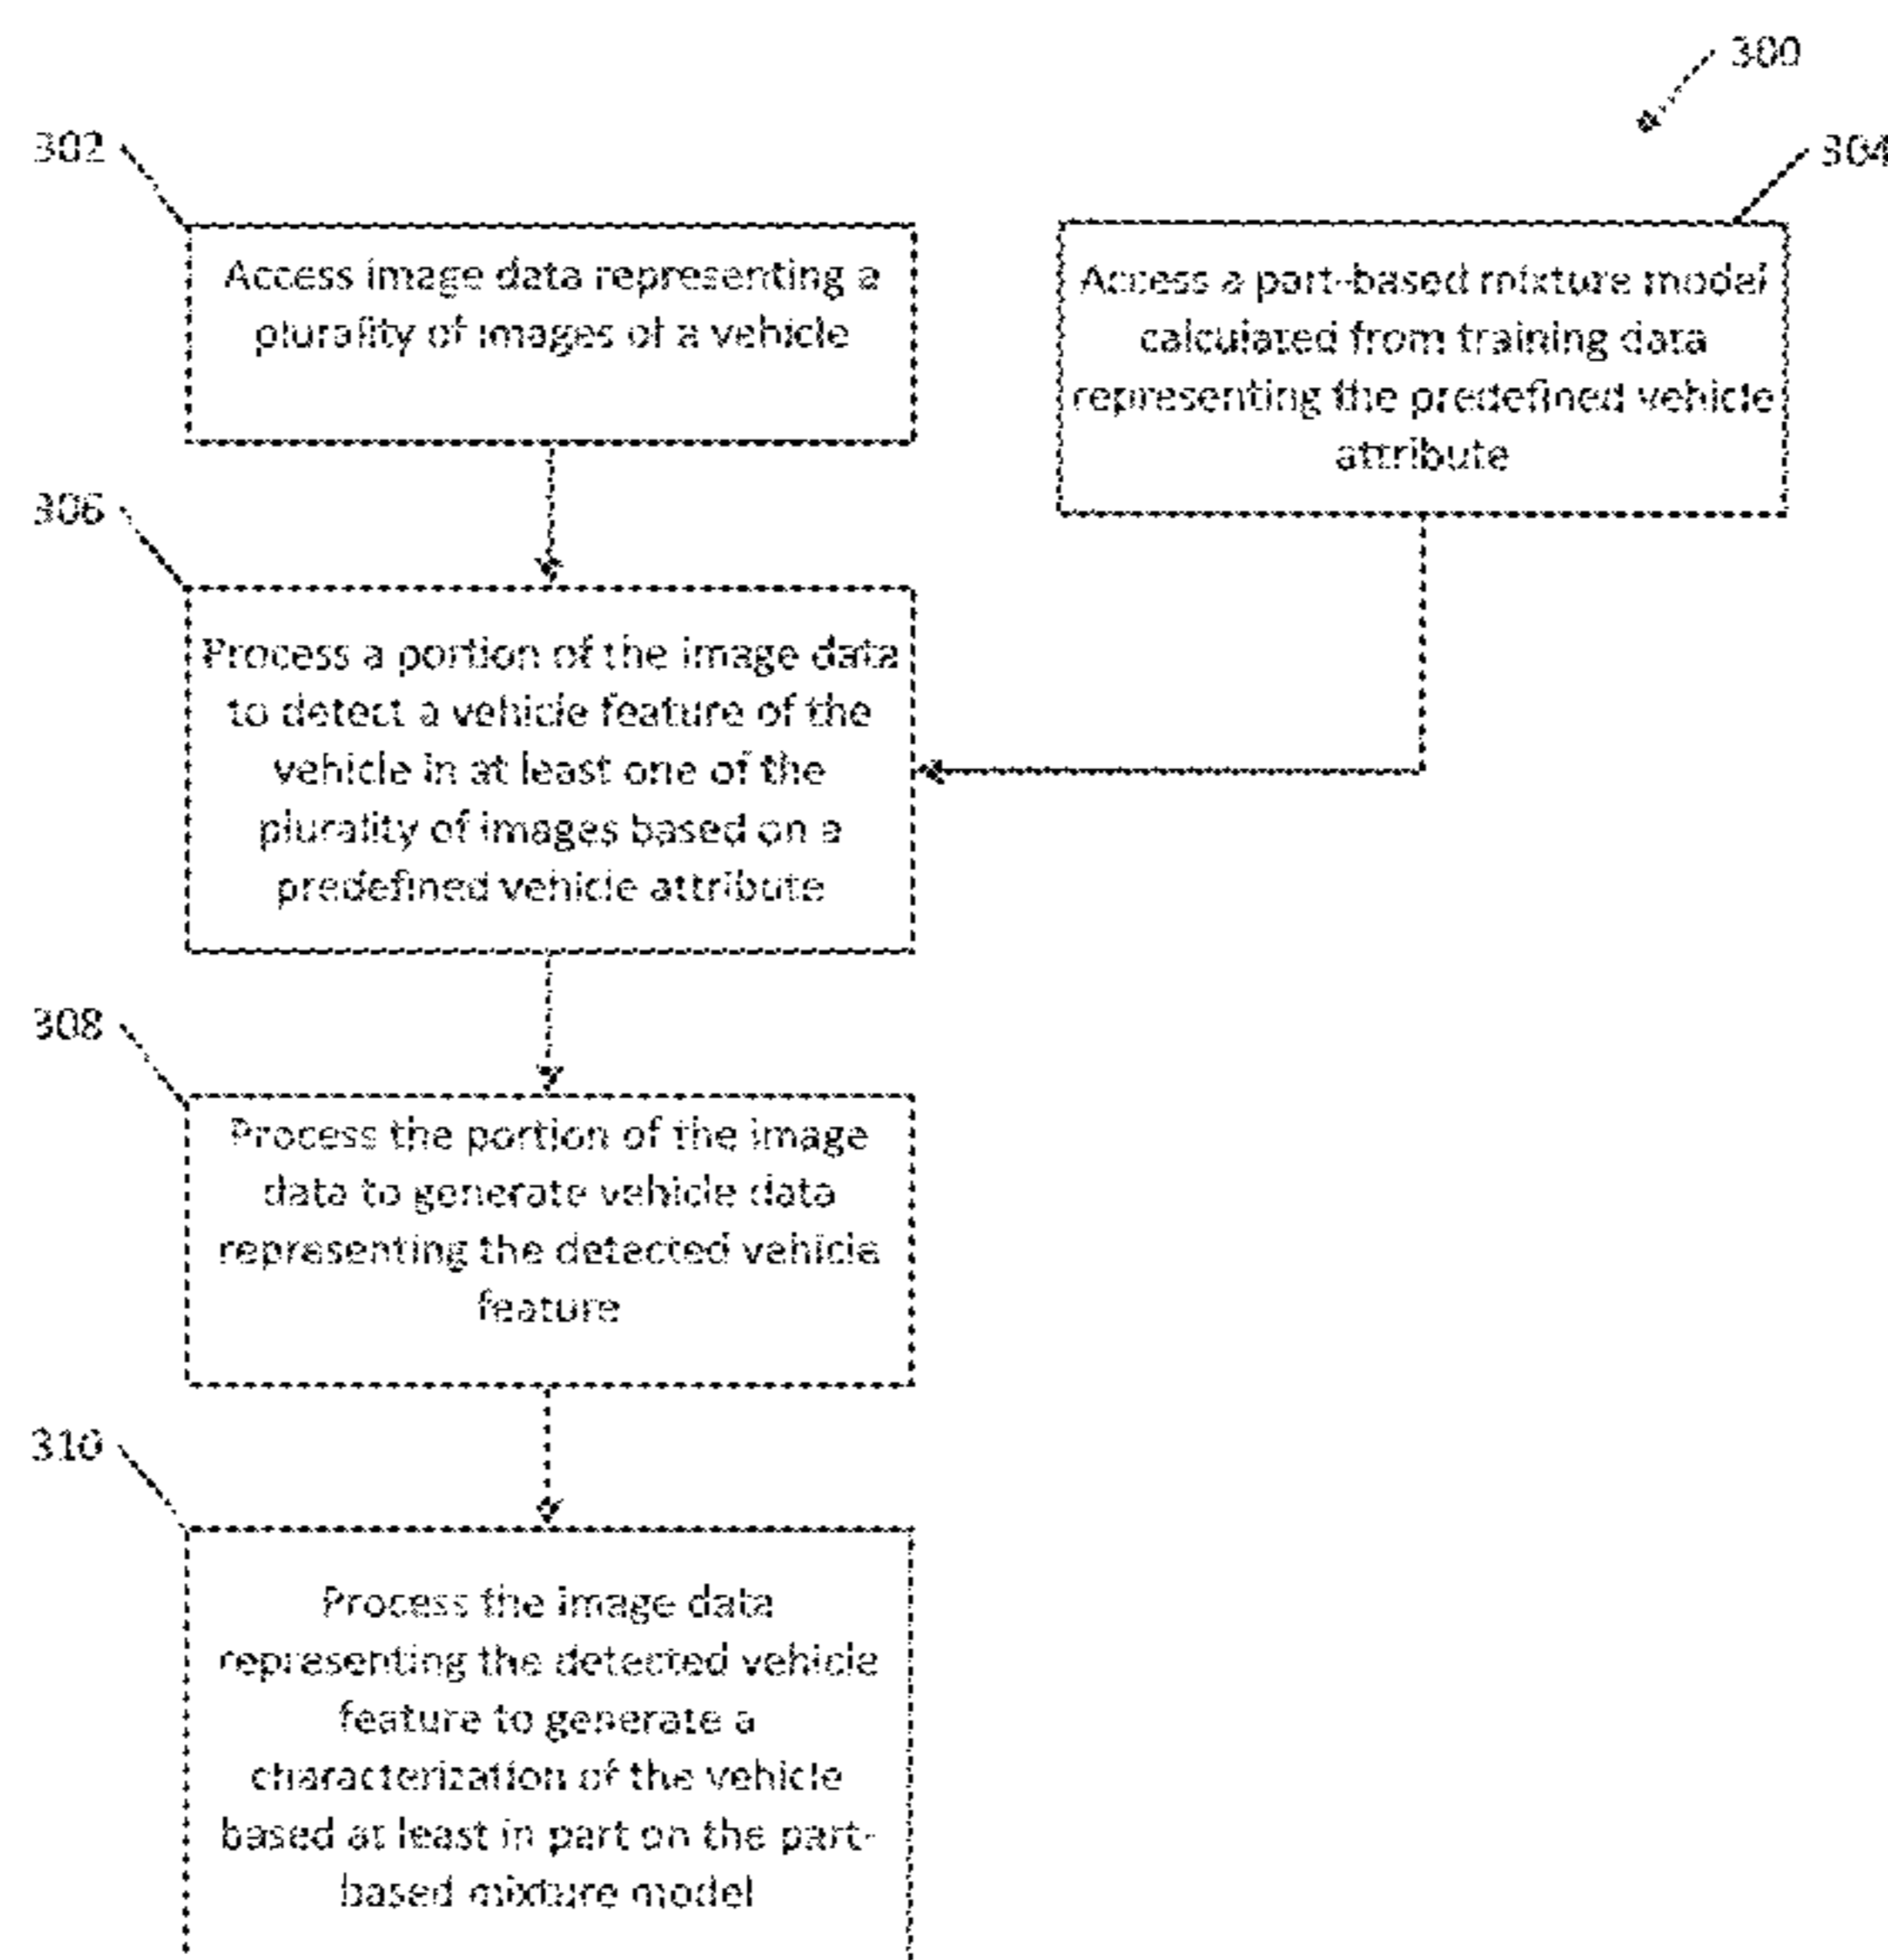 300
302
304
Access image data representing a
plurality of images of a vehicle
Access a part-based mixture model
calculated from training data
representing the predefined vehicle
attribute
306
Process a portion of the image data
to detect a vehicle feature of the
vehicle in at least one of the
plurality of images based on a
predefined vehicle attribute
308
Process the portion of the image
data to generate vehicle data
representing the detected vehicle
feature
310
Process the image data
representing the detected vehicle
feature to generate a
characterization of the vehicle
based at least in part on the part-
based mixture model